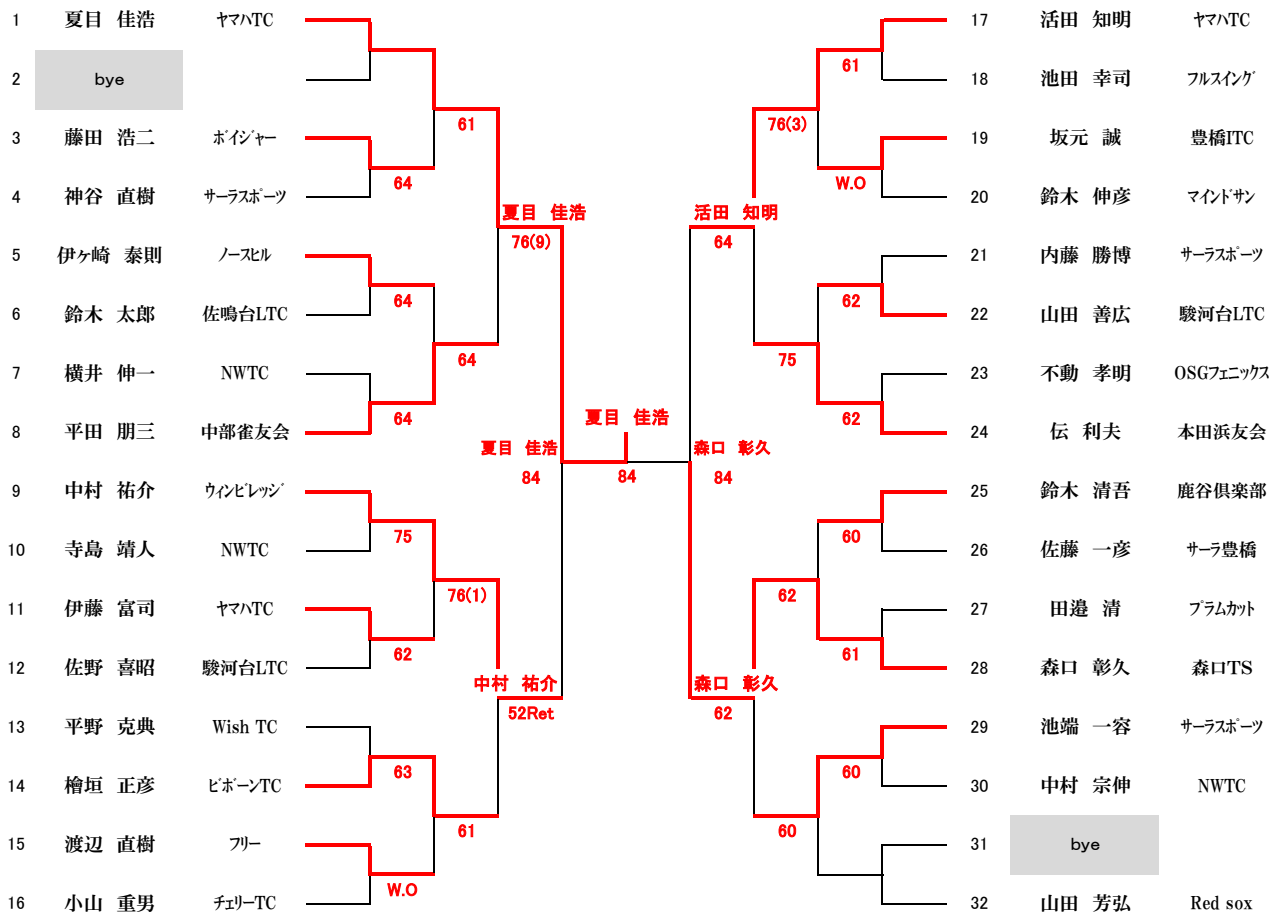 1 夏目 佳浩 ヤマハTC
2 bye
61
3 藤田 浩二 ボイジャー
64
4 神谷 直樹 サーラスポーツ
夏目 佳浩
76(9)
5 伊ヶ崎 泰則 ノースヒル
64
6 鈴木 太郎 佐鳴台LTC
64
7 横井 伸一 NWTC
64
8 平田 朋三 中部雀友会
夏目 佳浩
84
9 中村 祐介 ウィンビレッジ
75
10 寺島 靖人 NWTC
76(1)
11 伊藤 富司 ヤマハTC
62
12 佐野 喜昭 駿河台LTC
中村 祐介
52Ret
13 平野 克典 Wish TC
63
14 檜垣 正彦 ビボーンTC
61
15 渡辺 直樹 フリー
W.O
16 小山 重男 チェリーTC
夏目 佳浩
84
17 活田 知明 ヤマハTC
61
18 池田 幸司 フルスイング
76(3)
19 坂元 誠 豊橋ITC
W.O
20 鈴木 伸彦 マインドサン
活田 知明
64
21 内藤 勝博 サーラスポーツ
62
22 山田 善広 駿河台LTC
75
23 不動 孝明 OSGフェニックス
62
24 伝 利夫 本田浜友会
森口 彰久
84
25 鈴木 清吾 鹿谷倶楽部
60
26 佐藤 一彦 サーラ豊橋
62
27 田邉 清 プラムカット
61
28 森口 彰久 森口TS
森口 彰久
62
29 池端 一容 サーラスポーツ
60
30 中村 宗伸 NWTC
60
31 bye
32 山田 芳弘 Red sox